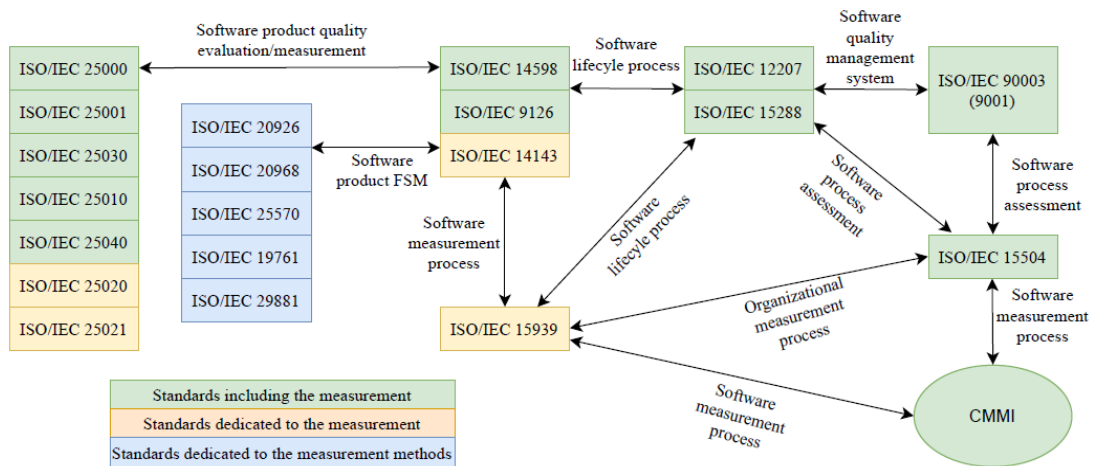 Software product quality
evaluation/measurement
ISO/IEC 25000
ISO/IEC 25001
ISO/IEC 25030
ISO/IEC 25010
ISO/IEC 25040
ISO/IEC 25020
ISO/IEC 25021
ISO/IEC 20926
ISO/IEC 20968
ISO/IEC 25570
ISO/IEC 19761
ISO/IEC 29881
Software
product FSM
ISO/IEC 14598
ISO/IEC 9126
ISO/IEC 14143
Software
measurement
process
ISO/IEC 15939
Software
lifecyle process
ISO/IEC 12207
ISO/IEC 15288
Software
quality
management
system
ISO/IEC 90003
(9001)
Software
lifecyle process
Software
process
assessment
Software
process
assessment
ISO/IEC 15504
Organizational
measurement
process
Software
measurement
process
Software
measurement
process
CMMI
Standards including the measurement
Standards dedicated to the measurement
Standards dedicated to the measurement methods